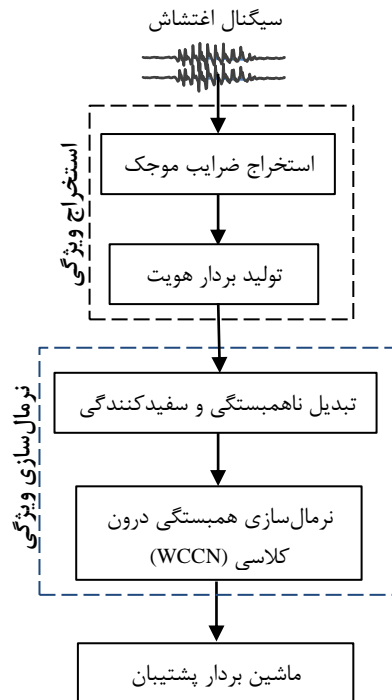 سیگنال اغتشاش
استخراج ویژگی
استخراج ضرایب موجک
تولید بردار هویت
نرمال‌سازی ویژگی
تبدیل ناهمبستگی و سفیدکنندگی
نرمال‌سازی همبستگی درون
کلاسی (WCCN)
ماشین بردار پشتیبان